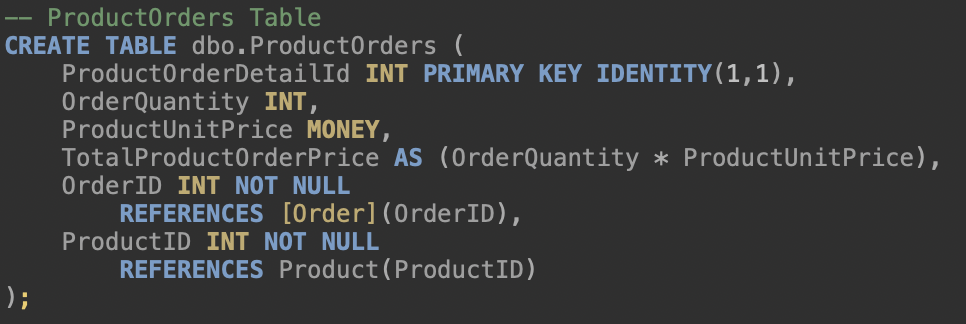 -- ProductOrders Table
CREATE TABLE dbo.ProductOrders (
    ProductOrderDetailId INT PRIMARY KEY IDENTITY(1,1),
    OrderQuantity INT,
    ProductUnitPrice MONEY,
    TotalProductOrderPrice AS (OrderQuantity * ProductUnitPrice),
    OrderID INT NOT NULL
        REFERENCES [Order](OrderID),
    ProductID INT NOT NULL
        REFERENCES Product(ProductID)
);